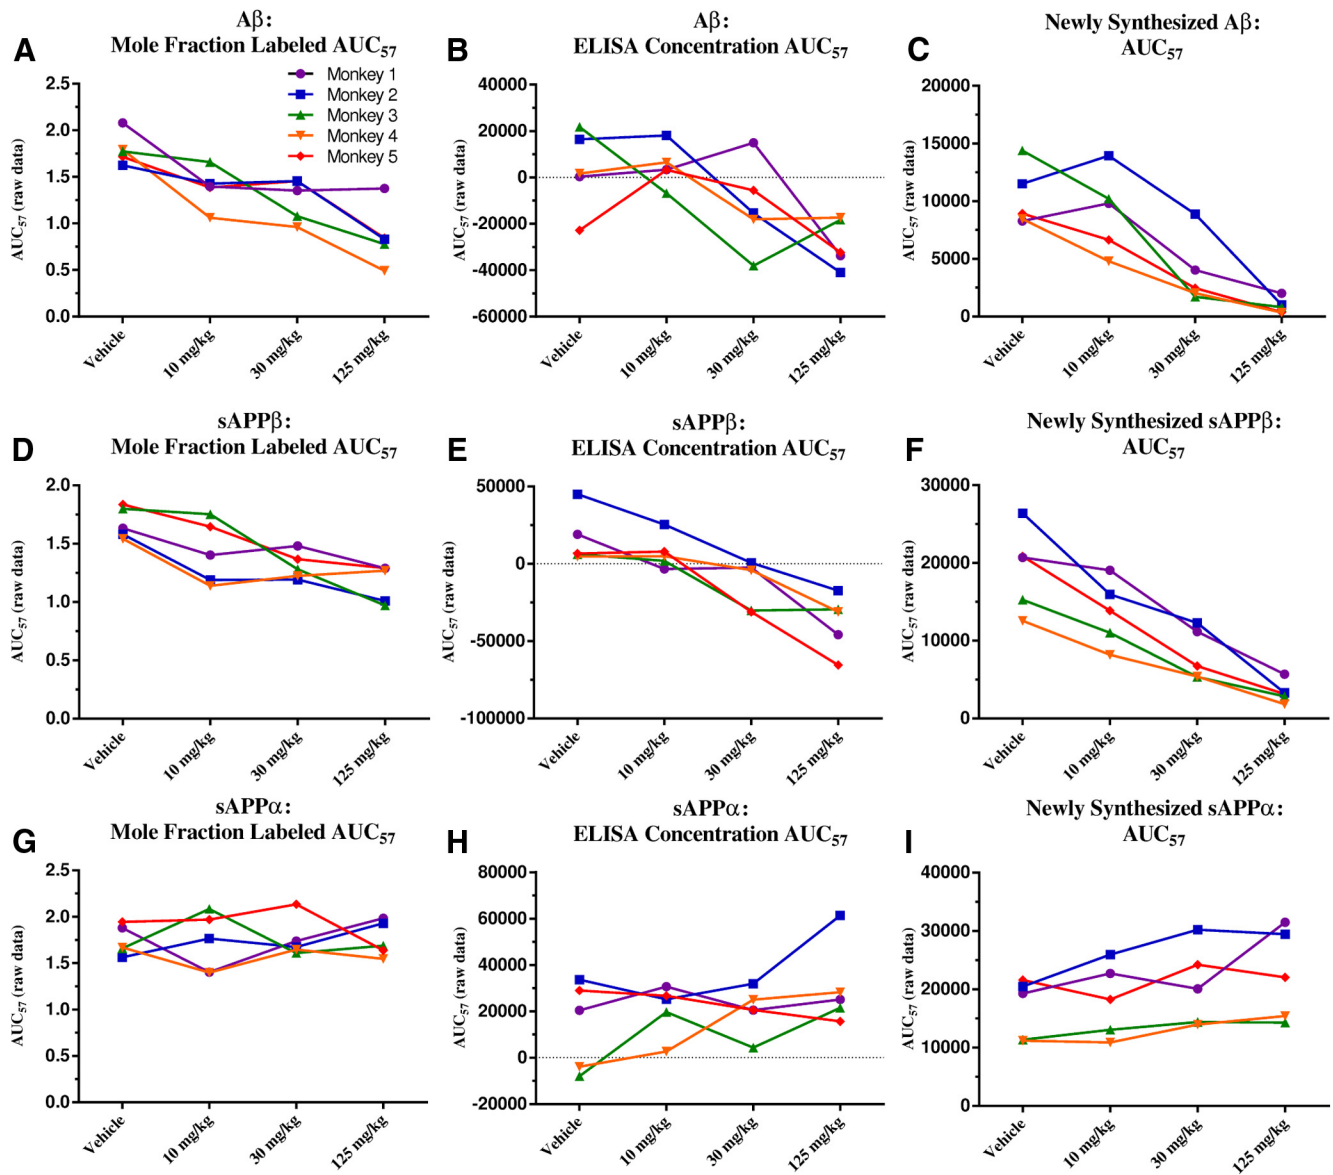 A
Aβ:
Mole Fraction Labeled AUC57
AUC57 (raw data)
2.5
2.0
1.5
1.0
0.5
0.0
Monkey 1
Monkey 2
Monkey 3
Monkey 4
Monkey 5
Vehicle
10 mg/kg
30 mg/kg
125 mg/kg
B
Aβ:
ELISA Concentration AUC57
AUC57 (raw data)
40000
20000
0
-20000
-40000
-60000
Vehicle
10 mg/kg
30 mg/kg
125 mg/kg
C
Newly Synthesized Aβ:
AUC57
AUC57 (raw data)
20000
15000
10000
5000
0
Vehicle
10 mg/kg
30 mg/kg
125 mg/kg
D
sAPPβ:
Mole Fraction Labeled AUC57
AUC57 (raw data)
2.0
1.5
1.0
0.5
0.0
Vehicle
10 mg/kg
30 mg/kg
125 mg/kg
E
sAPPβ:
ELISA Concentration AUC57
AUC57 (raw data)
50000
0
-50000
-100000
Vehicle
10 mg/kg
30 mg/kg
125 mg/kg
F
Newly Synthesized sAPPβ:
AUC57
AUC57 (raw data)
30000
20000
10000
0
Vehicle
10 mg/kg
30 mg/kg
125 mg/kg
G
sAPPα:
Mole Fraction Labeled AUC57
AUC57 (raw data)
2.5
2.0
1.5
1.0
0.5
0.0
Vehicle
10 mg/kg
30 mg/kg
125 mg/kg
H
sAPPα:
ELISA Concentration AUC57
AUC57 (raw data)
80000
60000
40000
20000
0
-20000
Vehicle
10 mg/kg
30 mg/kg
125 mg/kg
I
Newly Synthesized sAPPα:
AUC57
AUC57 (raw data)
40000
30000
20000
10000
0
Vehicle
10 mg/kg
30 mg/kg
125 mg/kg